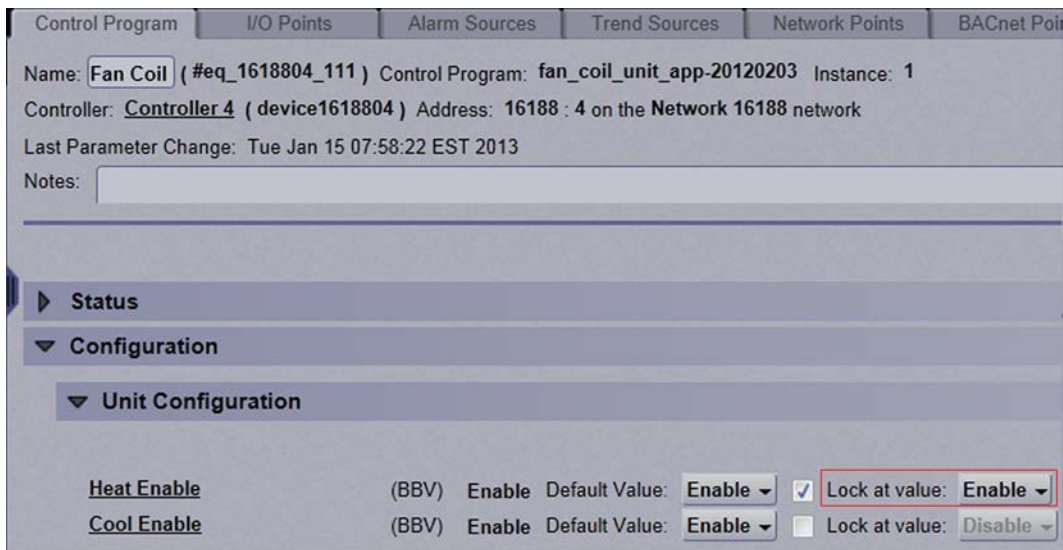 Control Program I/O Points Alarm Sources Trend Sources Network Points BACnet Poi
Name: Fan Coil ( #eq_1618804_111 ) Control Program: fan_coil_unit_app-20120203 Instance: 1
Controller: Controller 4 ( device1618804 ) Address: 16188 : 4 on the Network 16188 network
Last Parameter Change: Tue Jan 15 07:58:22 EST 2013
Notes:
Status
Configuration
Unit Configuration
Heat Enable (BBV) Enable Default Value: Enable Lock at value: Enable
Cool Enable (BBV) Enable Default Value: Enable Lock at value: Disable